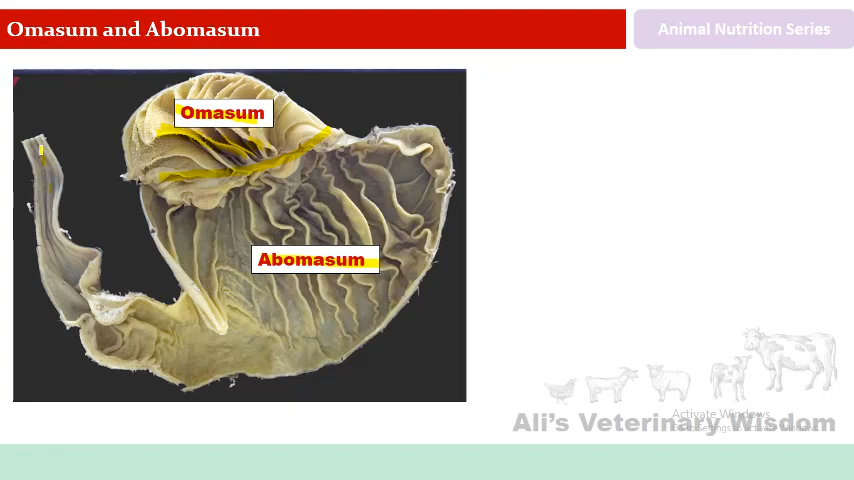 Omasum and Abomasum
Animal Nutrition Series
Omasum
Abomasum
Activate Windows
Ali's Veterinary Wisdom